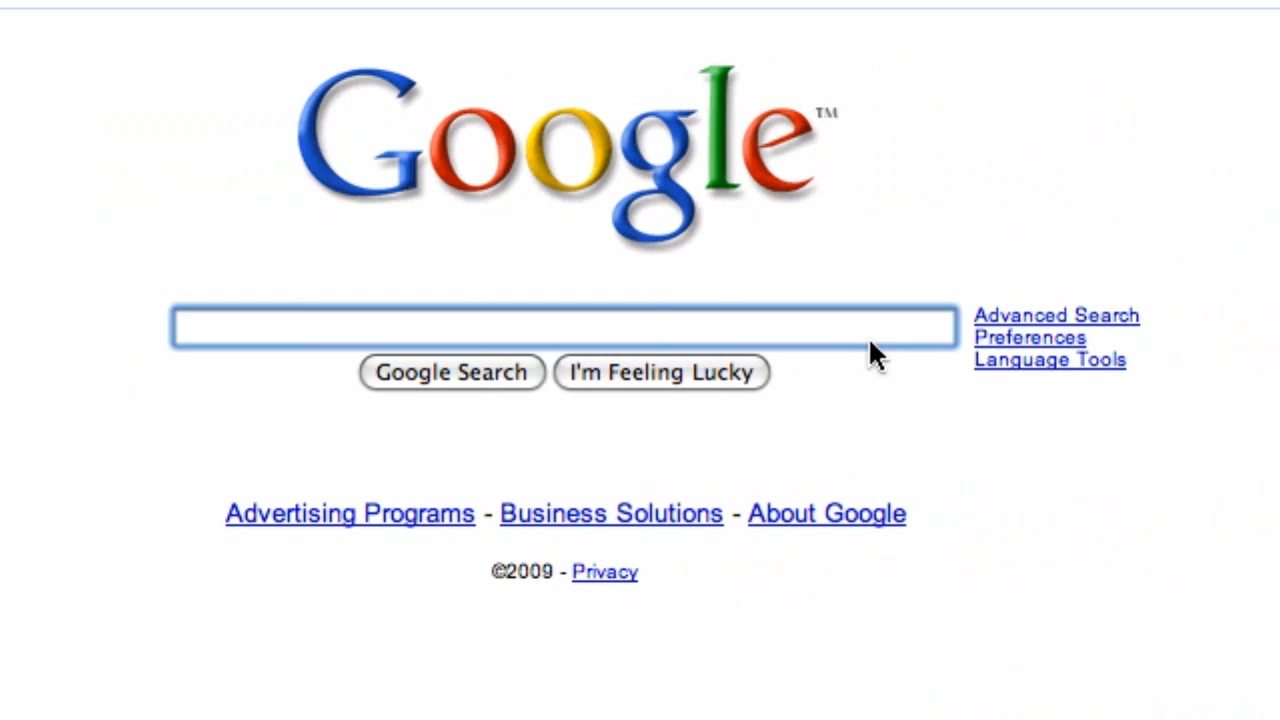 Google™
Advanced Search
Preferences
Language Tools
Google Search I'm Feeling Lucky
Advertising Programs - Business Solutions - About Google
©2009 - Privacy